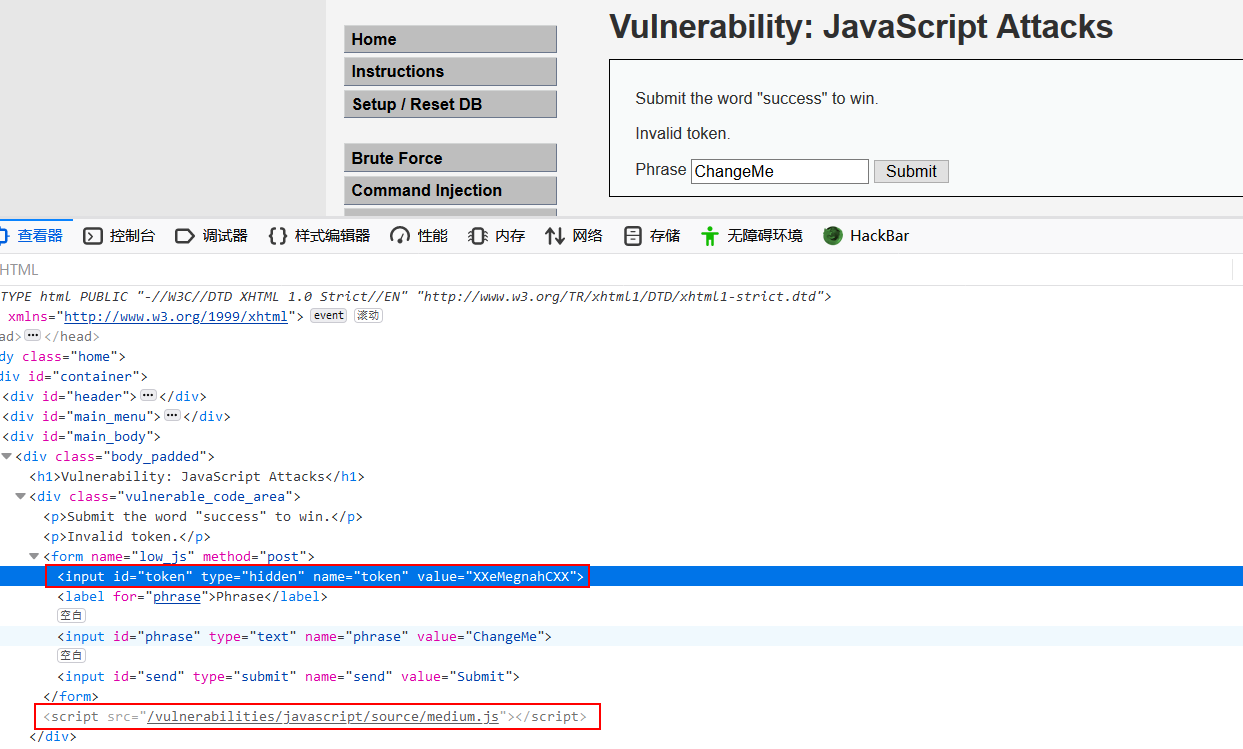 Vulnerability: JavaScript Attacks
Home
Instructions
Setup / Reset DB
Brute Force
Command Injection
Submit the word "success" to win.
Invalid token.
Phrase ChangeMe Submit
查看器 控制台 调试器 样式编辑器 性能 内存 网络 存储 无障碍环境 HackBar
HTML
TYPE html PUBLIC "-//W3C//DTD XHTML 1.0 Strict//EN" "http://www.w3.org/TR/xhtml1/DTD/xhtml1-strict.dtd">
xmlns="http://www.w3.org/1999/xhtml"> event 滚动
ad> ••• </head>
dy class="home">
div id="container">
<div id="header"> ••• </div>
<div id="main_menu"> ••• </div>
<div id="main_body">
<div class="body_padded">
<h1>Vulnerability: JavaScript Attacks</h1>
<div class="vulnerable_code_area">
<p>Submit the word "success" to win.</p>
<p>Invalid token.</p>
<form name="low_js" method="post">
<input id="token" type="hidden" name="token" value="XXeMegnahCXX">
<label for="phrase">Phrase</label>
空白
<input id="phrase" type="text" name="phrase" value="ChangeMe">
空白
<input id="send" type="submit" name="send" value="Submit">
</form>
<script src="/vulnerabilities/javascript/source/medium.js"></script>
</div>